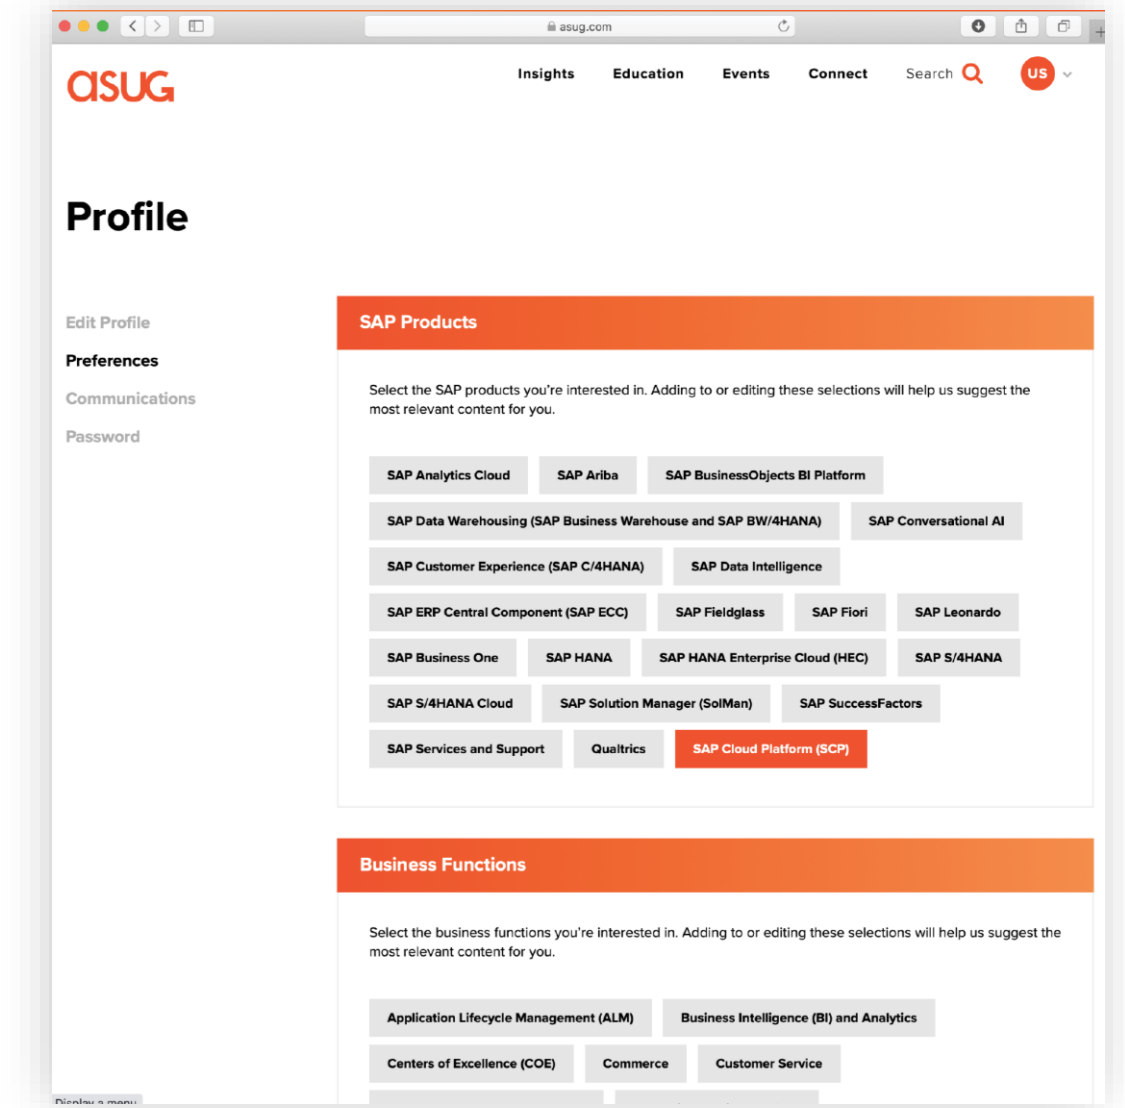 asug.com
asug
Insights Education Events Connect Search US
Profile
Edit Profile
Preferences
Communications
Password
SAP Products
Select the SAP products you're interested in. Adding to or editing these selections will help us suggest the
most relevant content for you.
SAP Analytics Cloud SAP Ariba SAP BusinessObjects BI Platform
SAP Data Warehousing (SAP Business Warehouse and SAP BW/4HANA) SAP Conversational AI
SAP Customer Experience (SAP C/4HANA) SAP Data Intelligence
SAP ERP Central Component (SAP ECC) SAP Fieldglass SAP Fiori SAP Leonardo
SAP Business One SAP HANA SAP HANA Enterprise Cloud (HEC) SAP S/4HANA
SAP S/4HANA Cloud SAP Solution Manager (SolMan) SAP SuccessFactors
SAP Services and Support Qualtrics SAP Cloud Platform (SCP)
Business Functions
Select the business functions you're interested in. Adding to or editing these selections will help us suggest the
most relevant content for you.
Application Lifecycle Management (ALM) Business Intelligence (BI) and Analytics
Centers of Excellence (COE) Commerce Customer Service
Display a menu